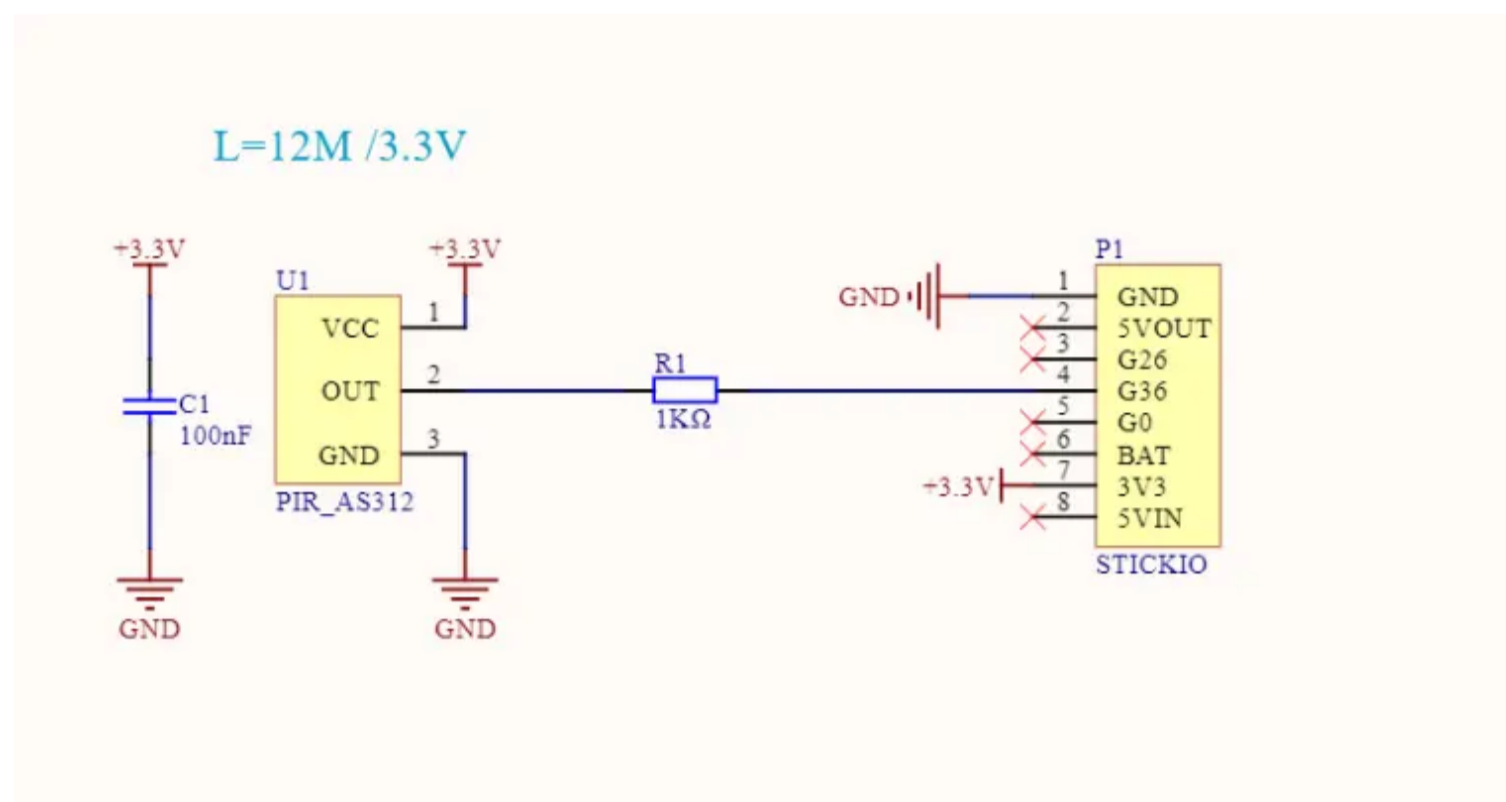 L=12M /3.3V
+3.3V
C1
100nF
GND
U1
+3.3V
VCC 1
OUT 2
GND 3
PIR_AS312
GND
R1
1KΩ
P1
GND 1 GND
2 5VOUT
3 G26
4 G36
5 G0
6 BAT
+3.3V 7 3V3
8 5VIN
STICKIO